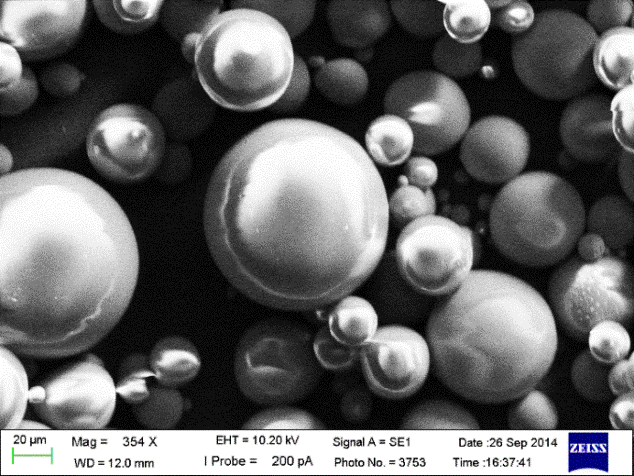 20 µm Mag = 354 X EHT = 10.20 kV Signal A = SE1 Date :26 Sep 2014 ZEISS
WD = 12.0 mm I Probe = 200 pA Photo No. = 3753 Time :16:37:41